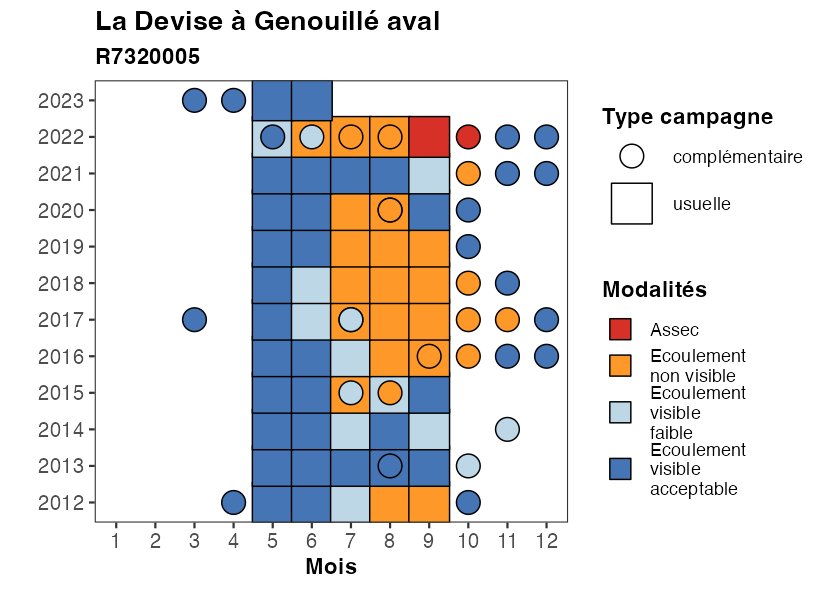 La Devise à Genouillé aval
R7320005
2023
2022
2021
2020
2019
2018
2017
2016
2015
2014
2013
2012
1 2 3 4 5 6 7 8 9 10 11 12
Mois
Type campagne
complémentaire
usuelle
Modalités
Assec
Ecoulement
non visible
Ecoulement
visible
faible
Ecoulement
visible
acceptable